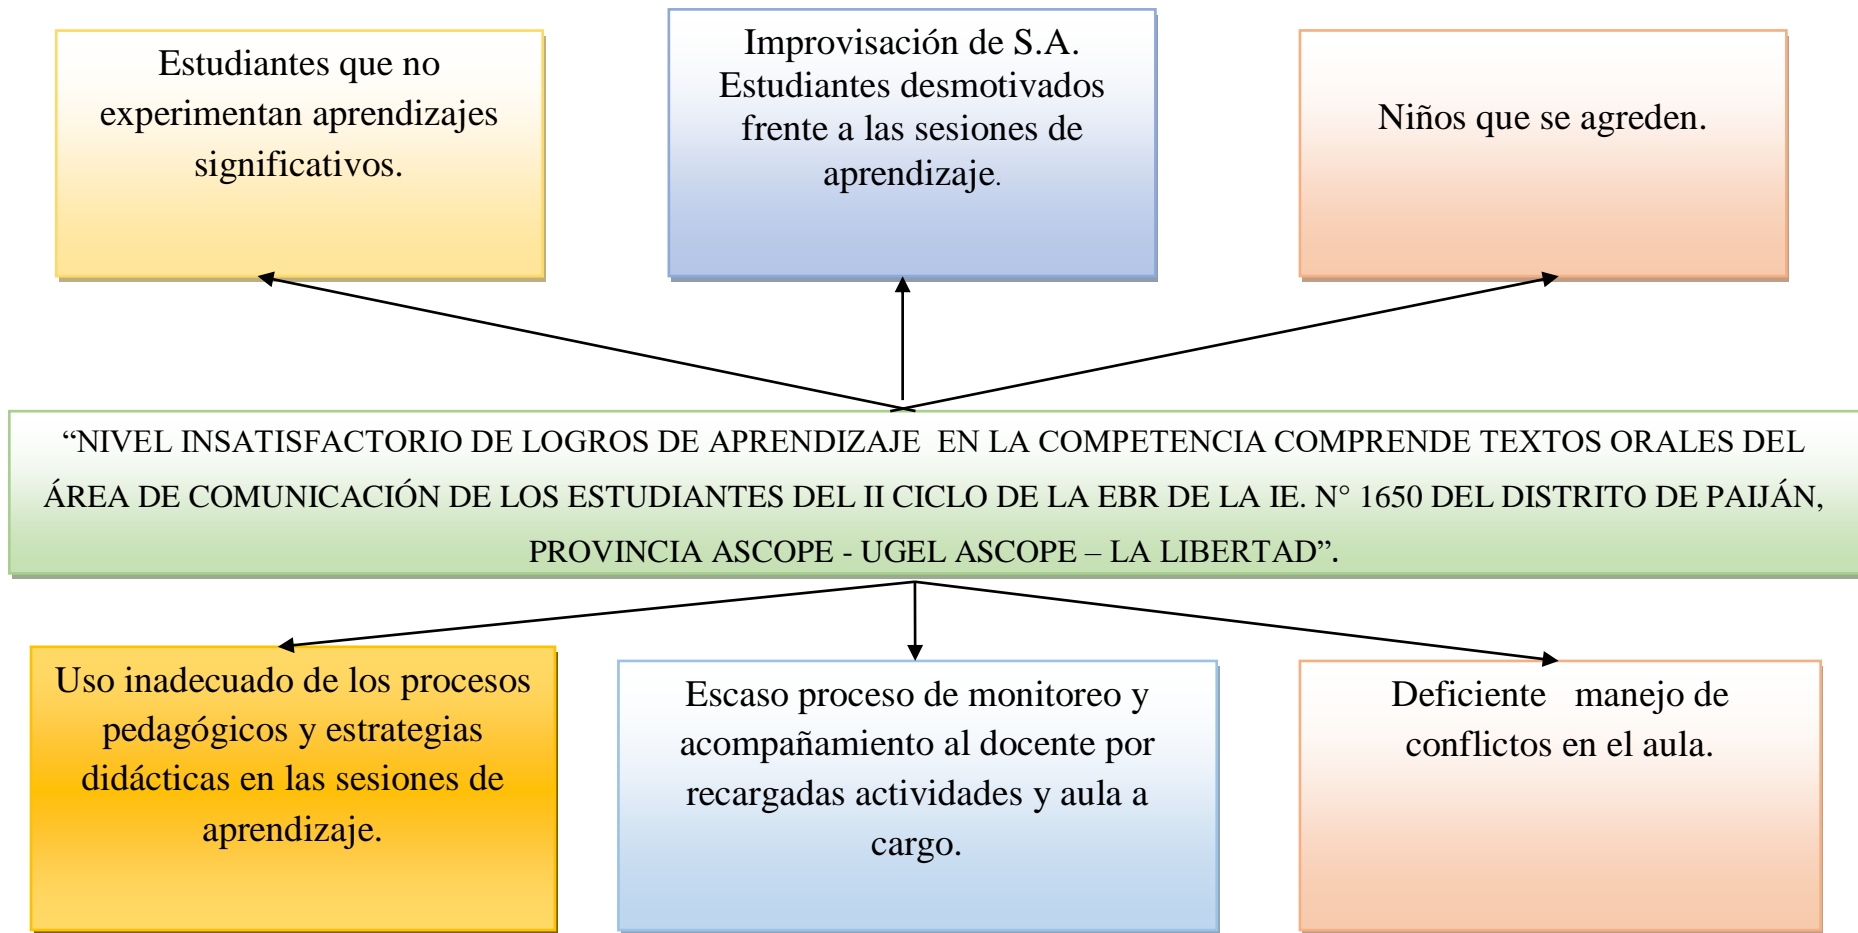 Estudiantes que no
experimentan aprendizajes
significativos.
Improvisación de S.A.
Estudiantes desmotivados
frente a las sesiones de
aprendizaje.
Niños que se agreden.
“NIVEL INSATISFACTORIO DE LOGROS DE APRENDIZAJE  EN LA COMPETENCIA COMPRENDE TEXTOS ORALES DEL
ÁREA DE COMUNICACIÓN DE LOS ESTUDIANTES DEL II CICLO DE LA EBR DE LA IE. N° 1650 DEL DISTRITO DE PAIJÁN,
PROVINCIA ASCOPE - UGEL ASCOPE – LA LIBERTAD”.
Uso inadecuado de los procesos
pedagógicos y estrategias
didácticas en las sesiones de
aprendizaje.
Escaso proceso de monitoreo y
acompañamiento al docente por
recargadas actividades y aula a
cargo.
Deficiente   manejo de
conflictos en el aula.